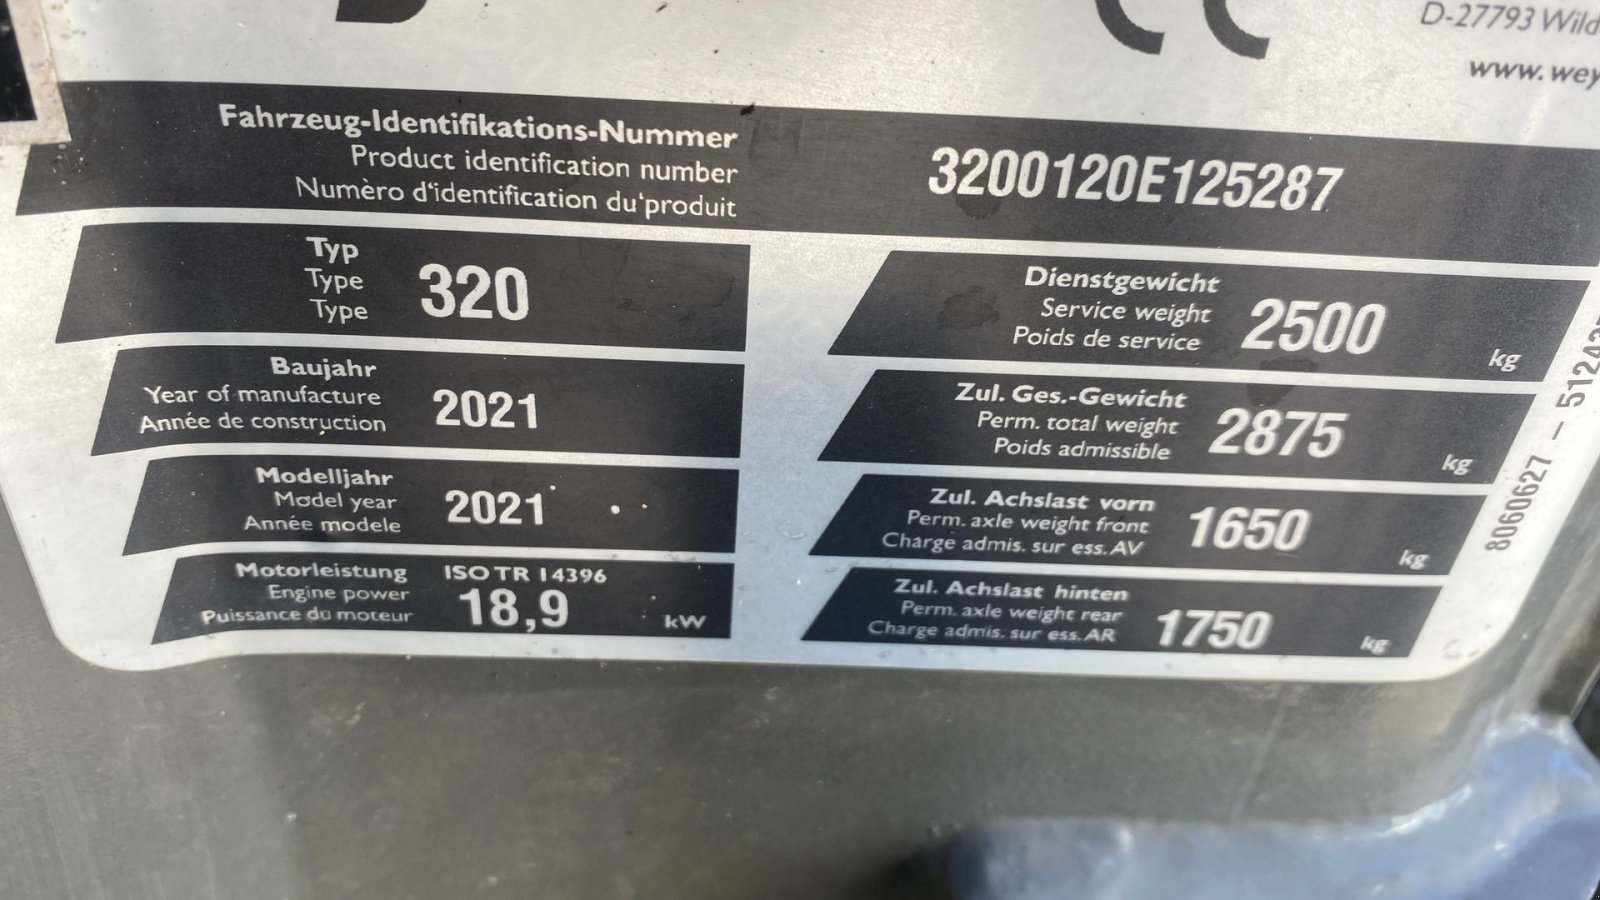 D-27793 Wild
www.wey
Fahrzeug-Identifikations-Nummer
Product identification number
Numèro d'identification du'produit
3200120E125287
Typ
Type
Type
320
Baujahr
Year of manufacture
Année de construction
2021
Modelljahr
Model year
Année modele
2021
Motorleistung
Engine power
Puissance du moteur
ISO TR 14396
18,9
kW
Dienstgewicht
Service weight
Poids de service
2500
kg
Zul. Ges.-Gewicht
Perm. total weight
Poids admissible
2875
kg
Zul. Achslast vorn
Perm. axle weight front
Charge admis. sur ess. AV
1650
kg
Zul. Achslast hinten
Perm. axle weight rear
Charge admis. sur ess. AR
1750
kg
8060627 – 51243